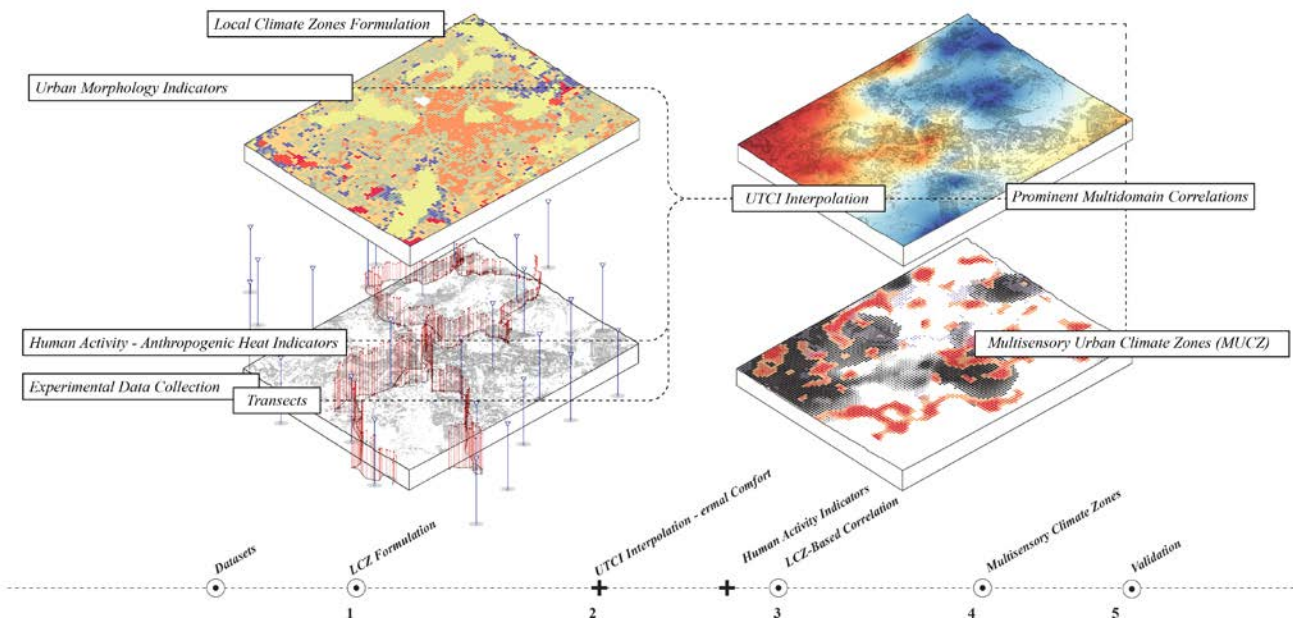 Local Climate Zones Formulation
Urban Morphology Indicators
UTCI Interpolation
Prominent Multidomain Correlations
Human Activity - Anthropogenic Heat Indicators
Multisensory Urban Climate Zones (MUCZ)
Experimental Data Collection
Transects
Datasets
LCZ Formulation
UTCI Interpolation - ermal Comfort
Human Activity Indicators
LCZ-Based Correlation
Multisensory Climate Zones
Validation
1
2
3
4
5